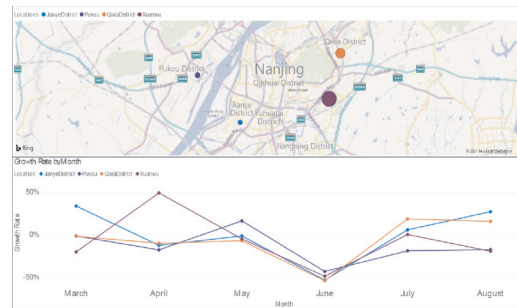 Locations JianyeDistrict Pukou QixiaDistrict Xuanwu
Qixia District
Pukou District
Nanjing
Qinhuai District
Jianye
District
Yuhuatai
District
Jiangning District
Bing
Growth Rate by Month
Location JianyeDistrict Pukou QixiaDistrict Xuanwu
50%
0%
-50%
Growth Rate
March April May June July August
Month